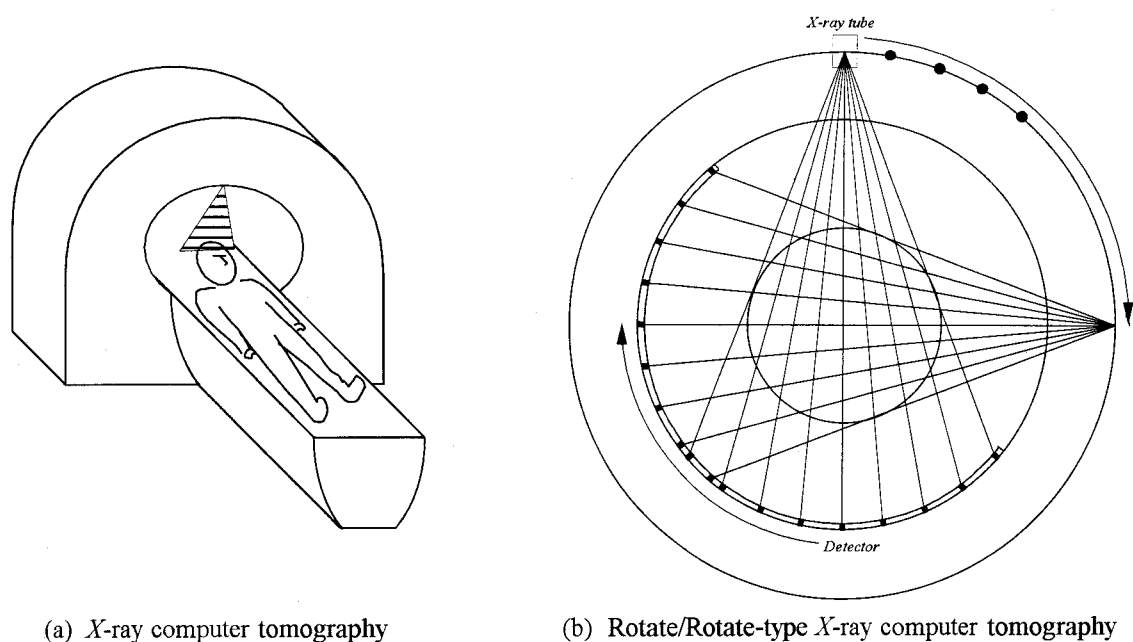 X-ray tube
Detector
(a) X-ray computer tomography
(b) Rotate/Rotate-type X-ray computer tomography